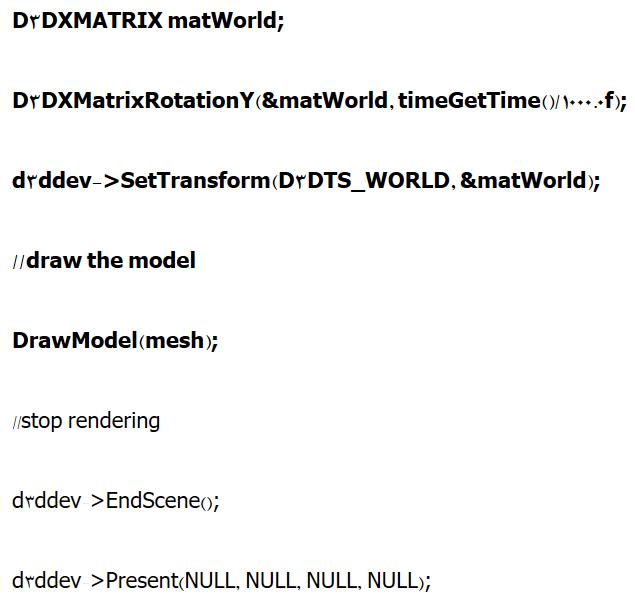 D۳DXMATRIX matWorld;
D۳DXMatrixRotationY(&matWorld, timeGetTime()/۱۰۰۰.۰f);
d۳ddev->SetTransform(D۳DTS_WORLD, &matWorld);
//draw the model
DrawModel(mesh);
//stop rendering
d۳ddev->EndScene();
d۳ddev->Present(NULL, NULL, NULL, NULL);